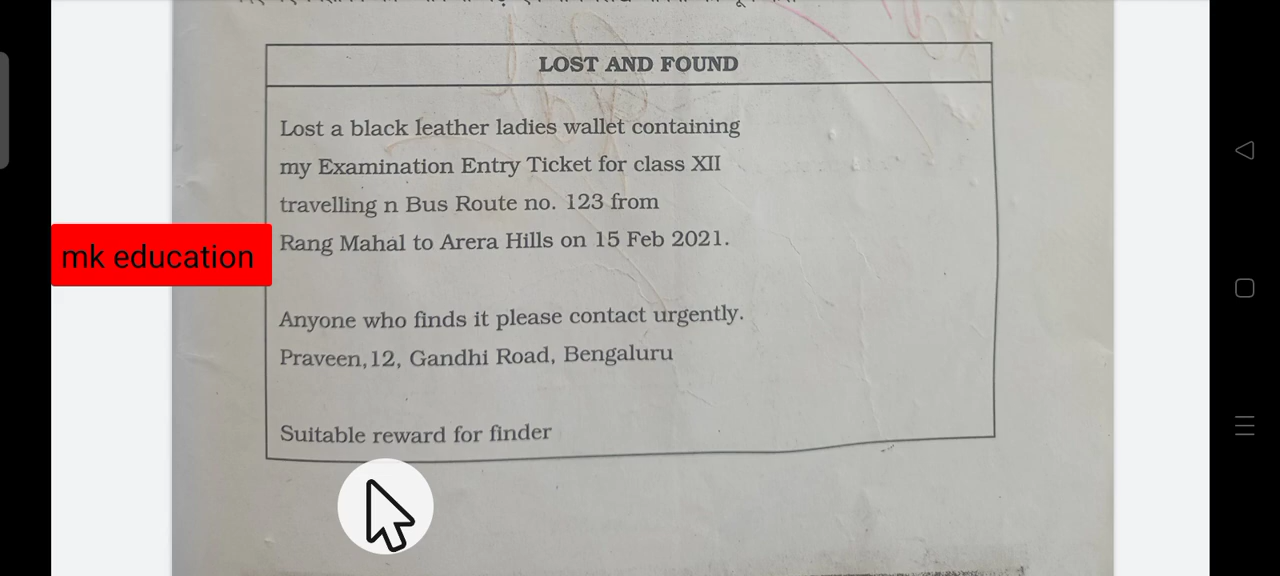 LOST AND FOUND
Lost a black leather ladies wallet containing
my Examination Entry Ticket for class XII
travelling n Bus Route no. 123 from
Rang Mahal to Arera Hills on 15 Feb 2021.
mk education
Anyone who finds it please contact urgently.
Praveen,12, Gandhi Road, Bengaluru
Suitable reward for finder